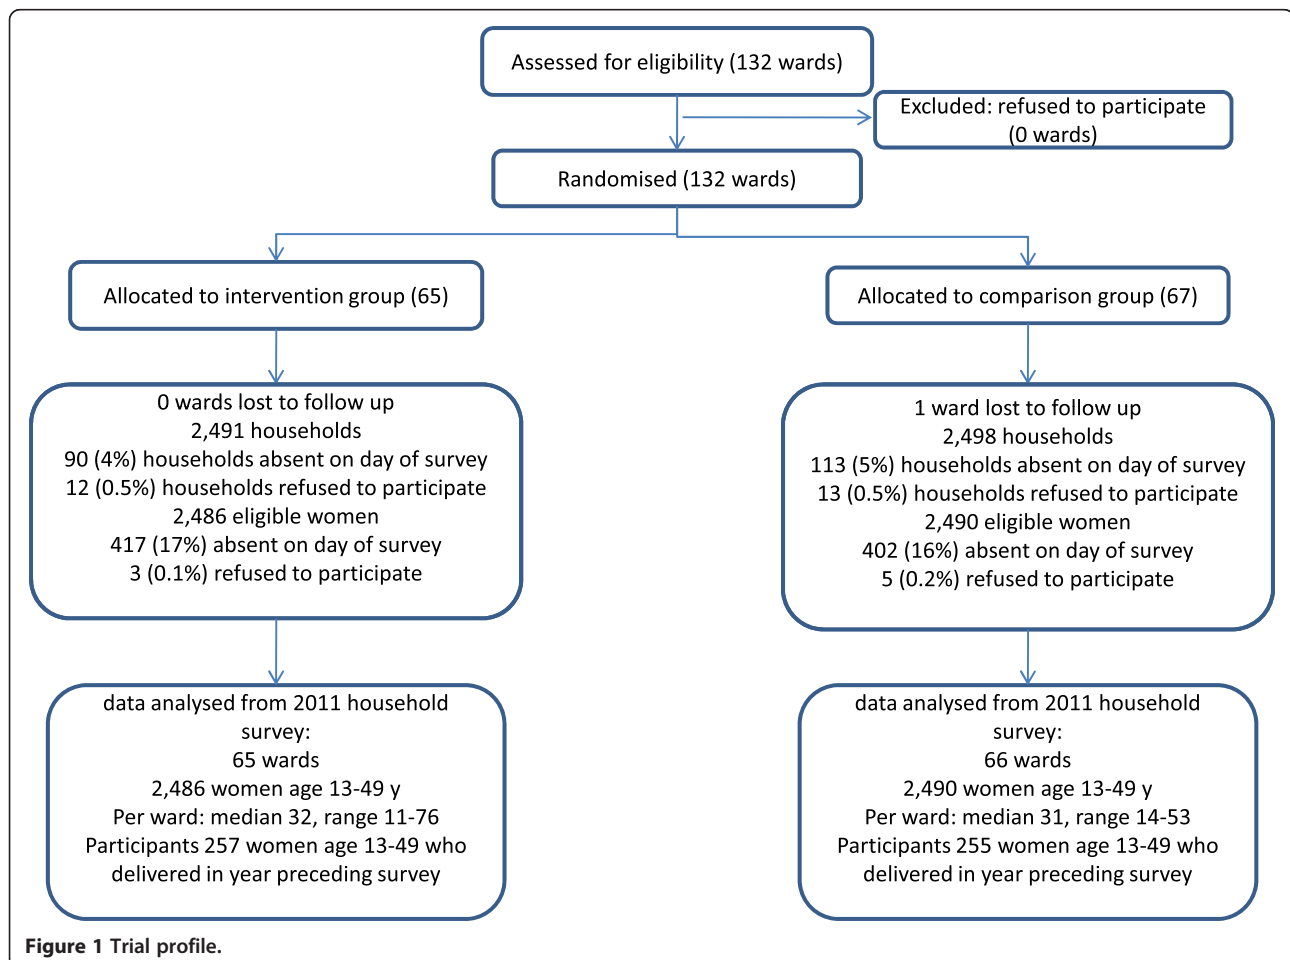 Assessed for eligibility (132 wards)
Excluded: refused to participate
(0 wards)
Randomised (132 wards)
Allocated to intervention group (65)
Allocated to comparison group (67)
0 wards lost to follow up
2,491 households
90 (4%) households absent on day of survey
12 (0.5%) households refused to participate
2,486 eligible women
417 (17%) absent on day of survey
3 (0.1%) refused to participate
1 ward lost to follow up
2,498 households
113 (5%) households absent on day of survey
13 (0.5%) households refused to participate
2,490 eligible women
402 (16%) absent on day of survey
5 (0.2%) refused to participate
data analysed from 2011 household
survey:
65 wards
2,486 women age 13-49 y
Per ward: median 32, range 11-76
Participants 257 women age 13-49 who
delivered in year preceding survey
data analysed from 2011 household
survey:
66 wards
2,490 women age 13-49 y
Per ward: median 31, range 14-53
Participants 255 women age 13-49 who
delivered in year preceding survey
Figure 1 Trial profile.